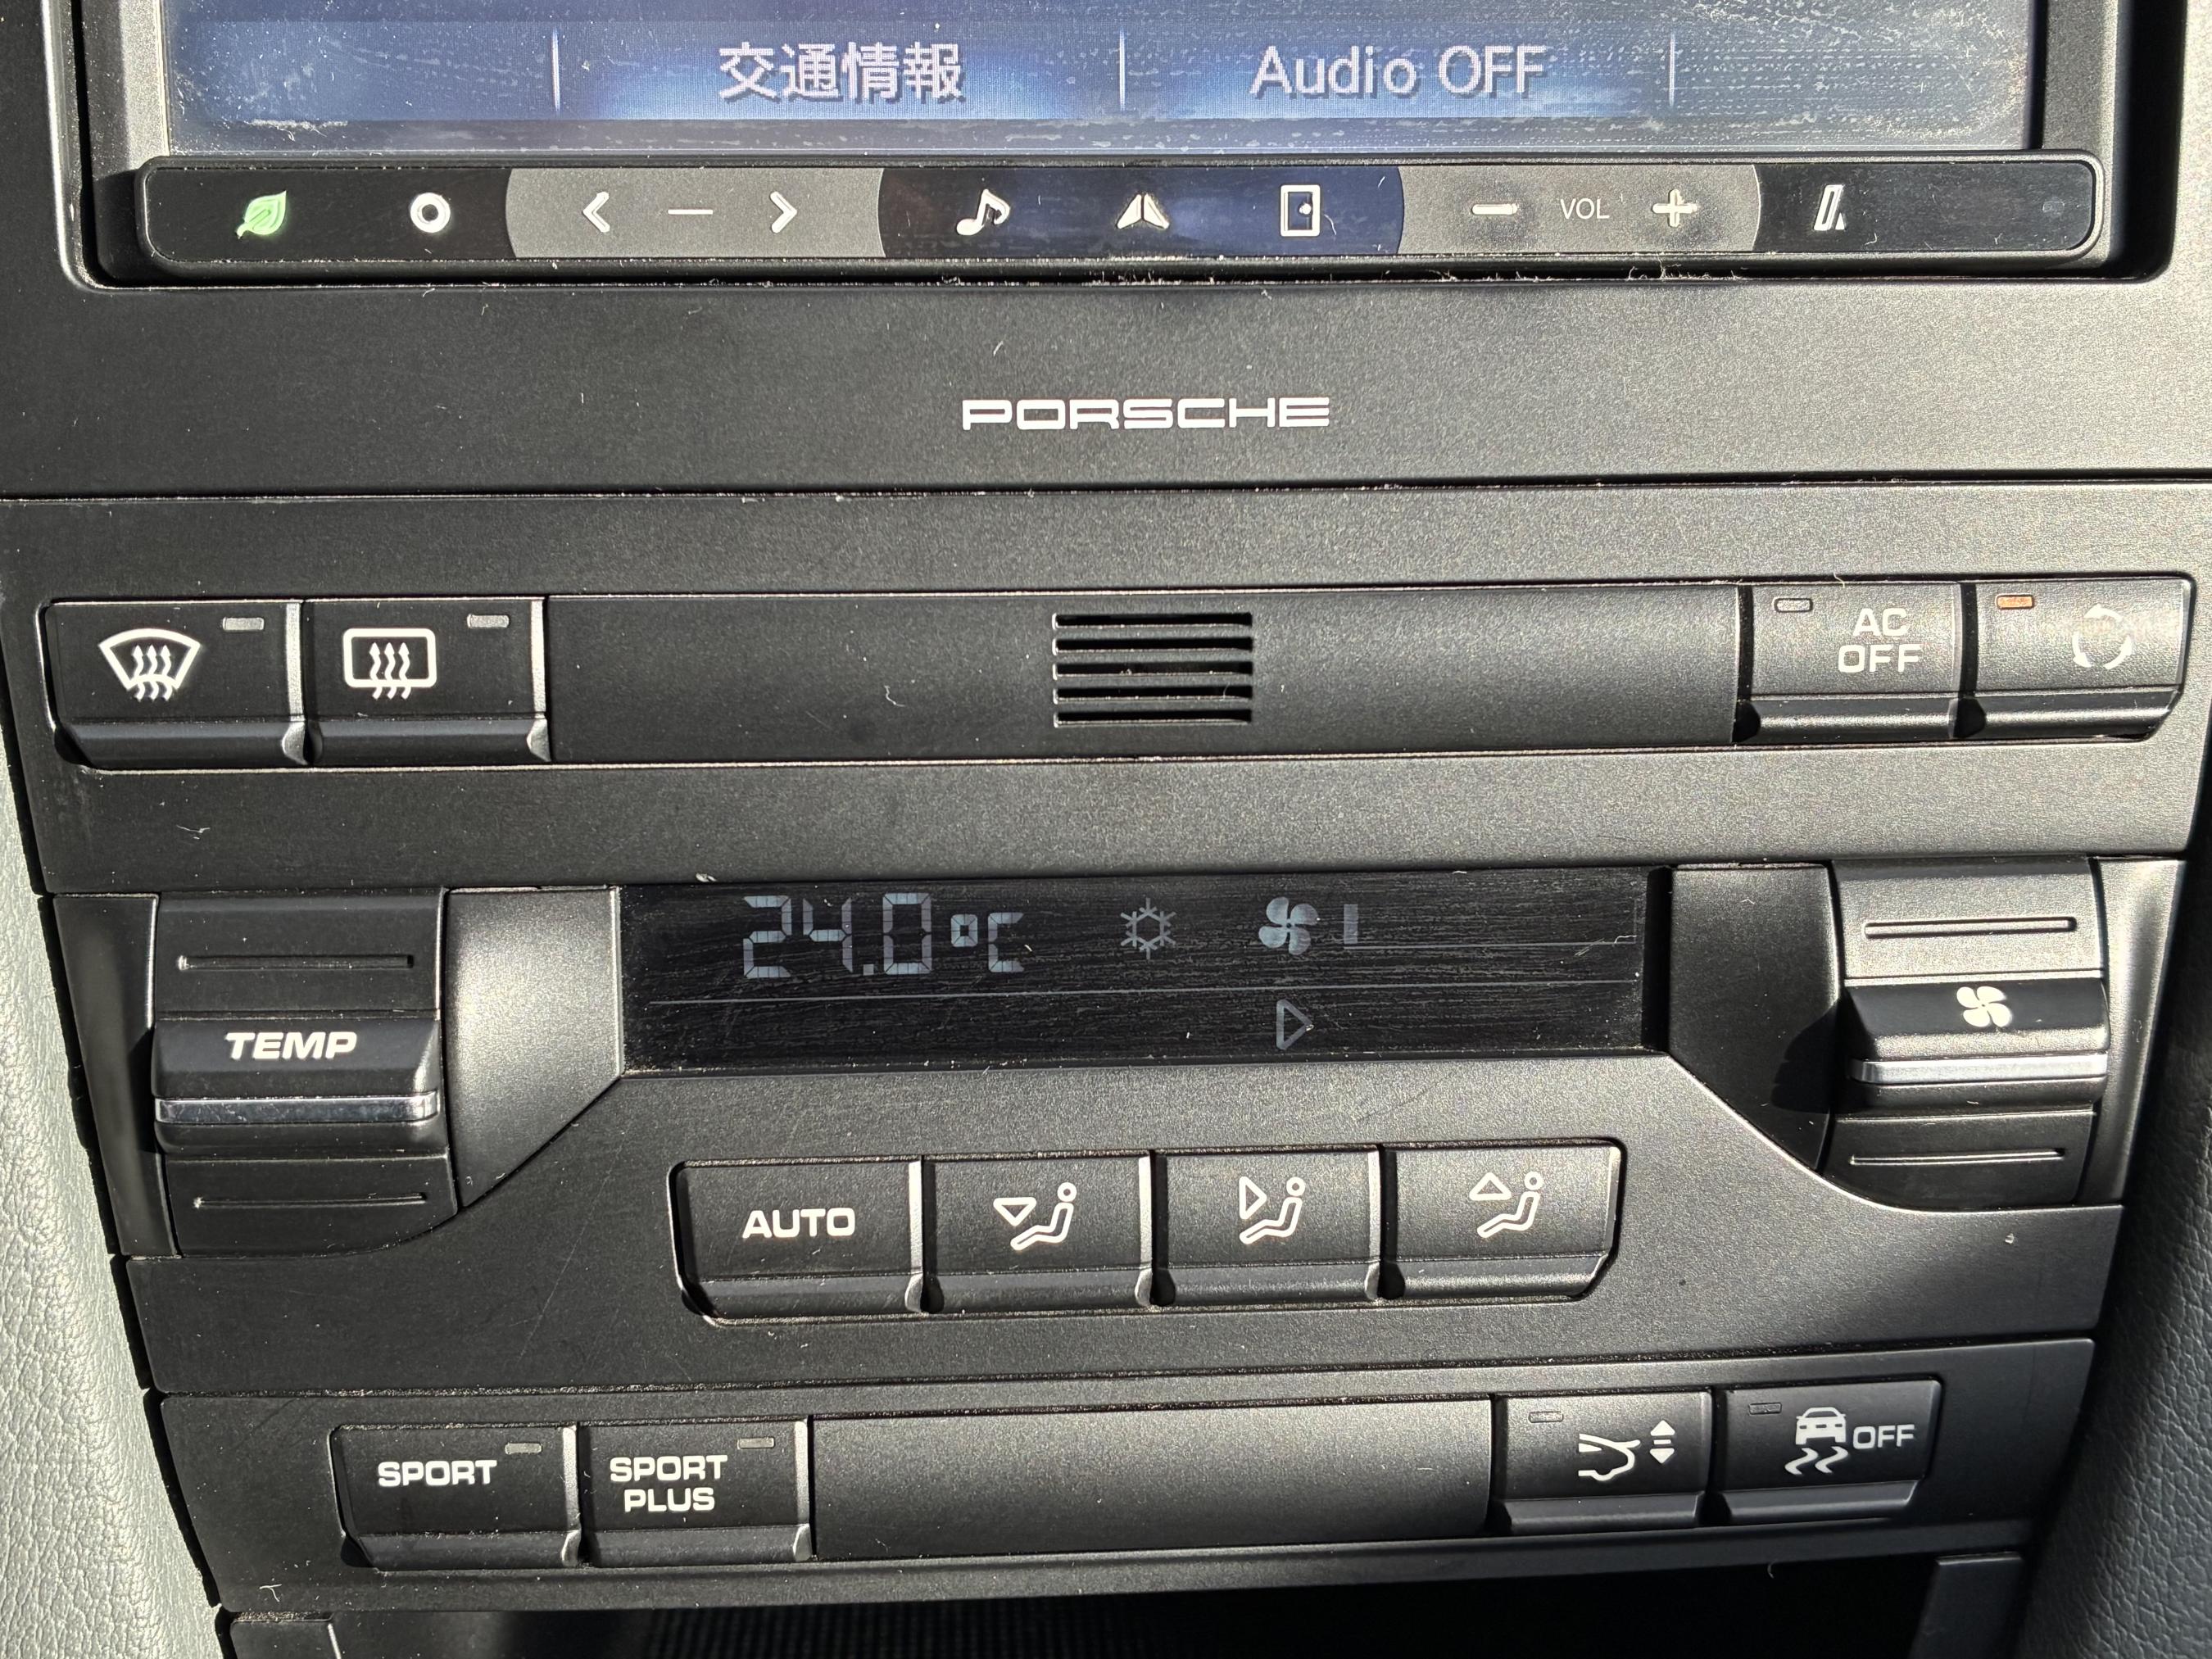 交通情報
Audio OFF
VOL
PORSCHE
AC
OFF
24.0°C
TEMP
AUTO
SPORT
SPORT
PLUS
OFF